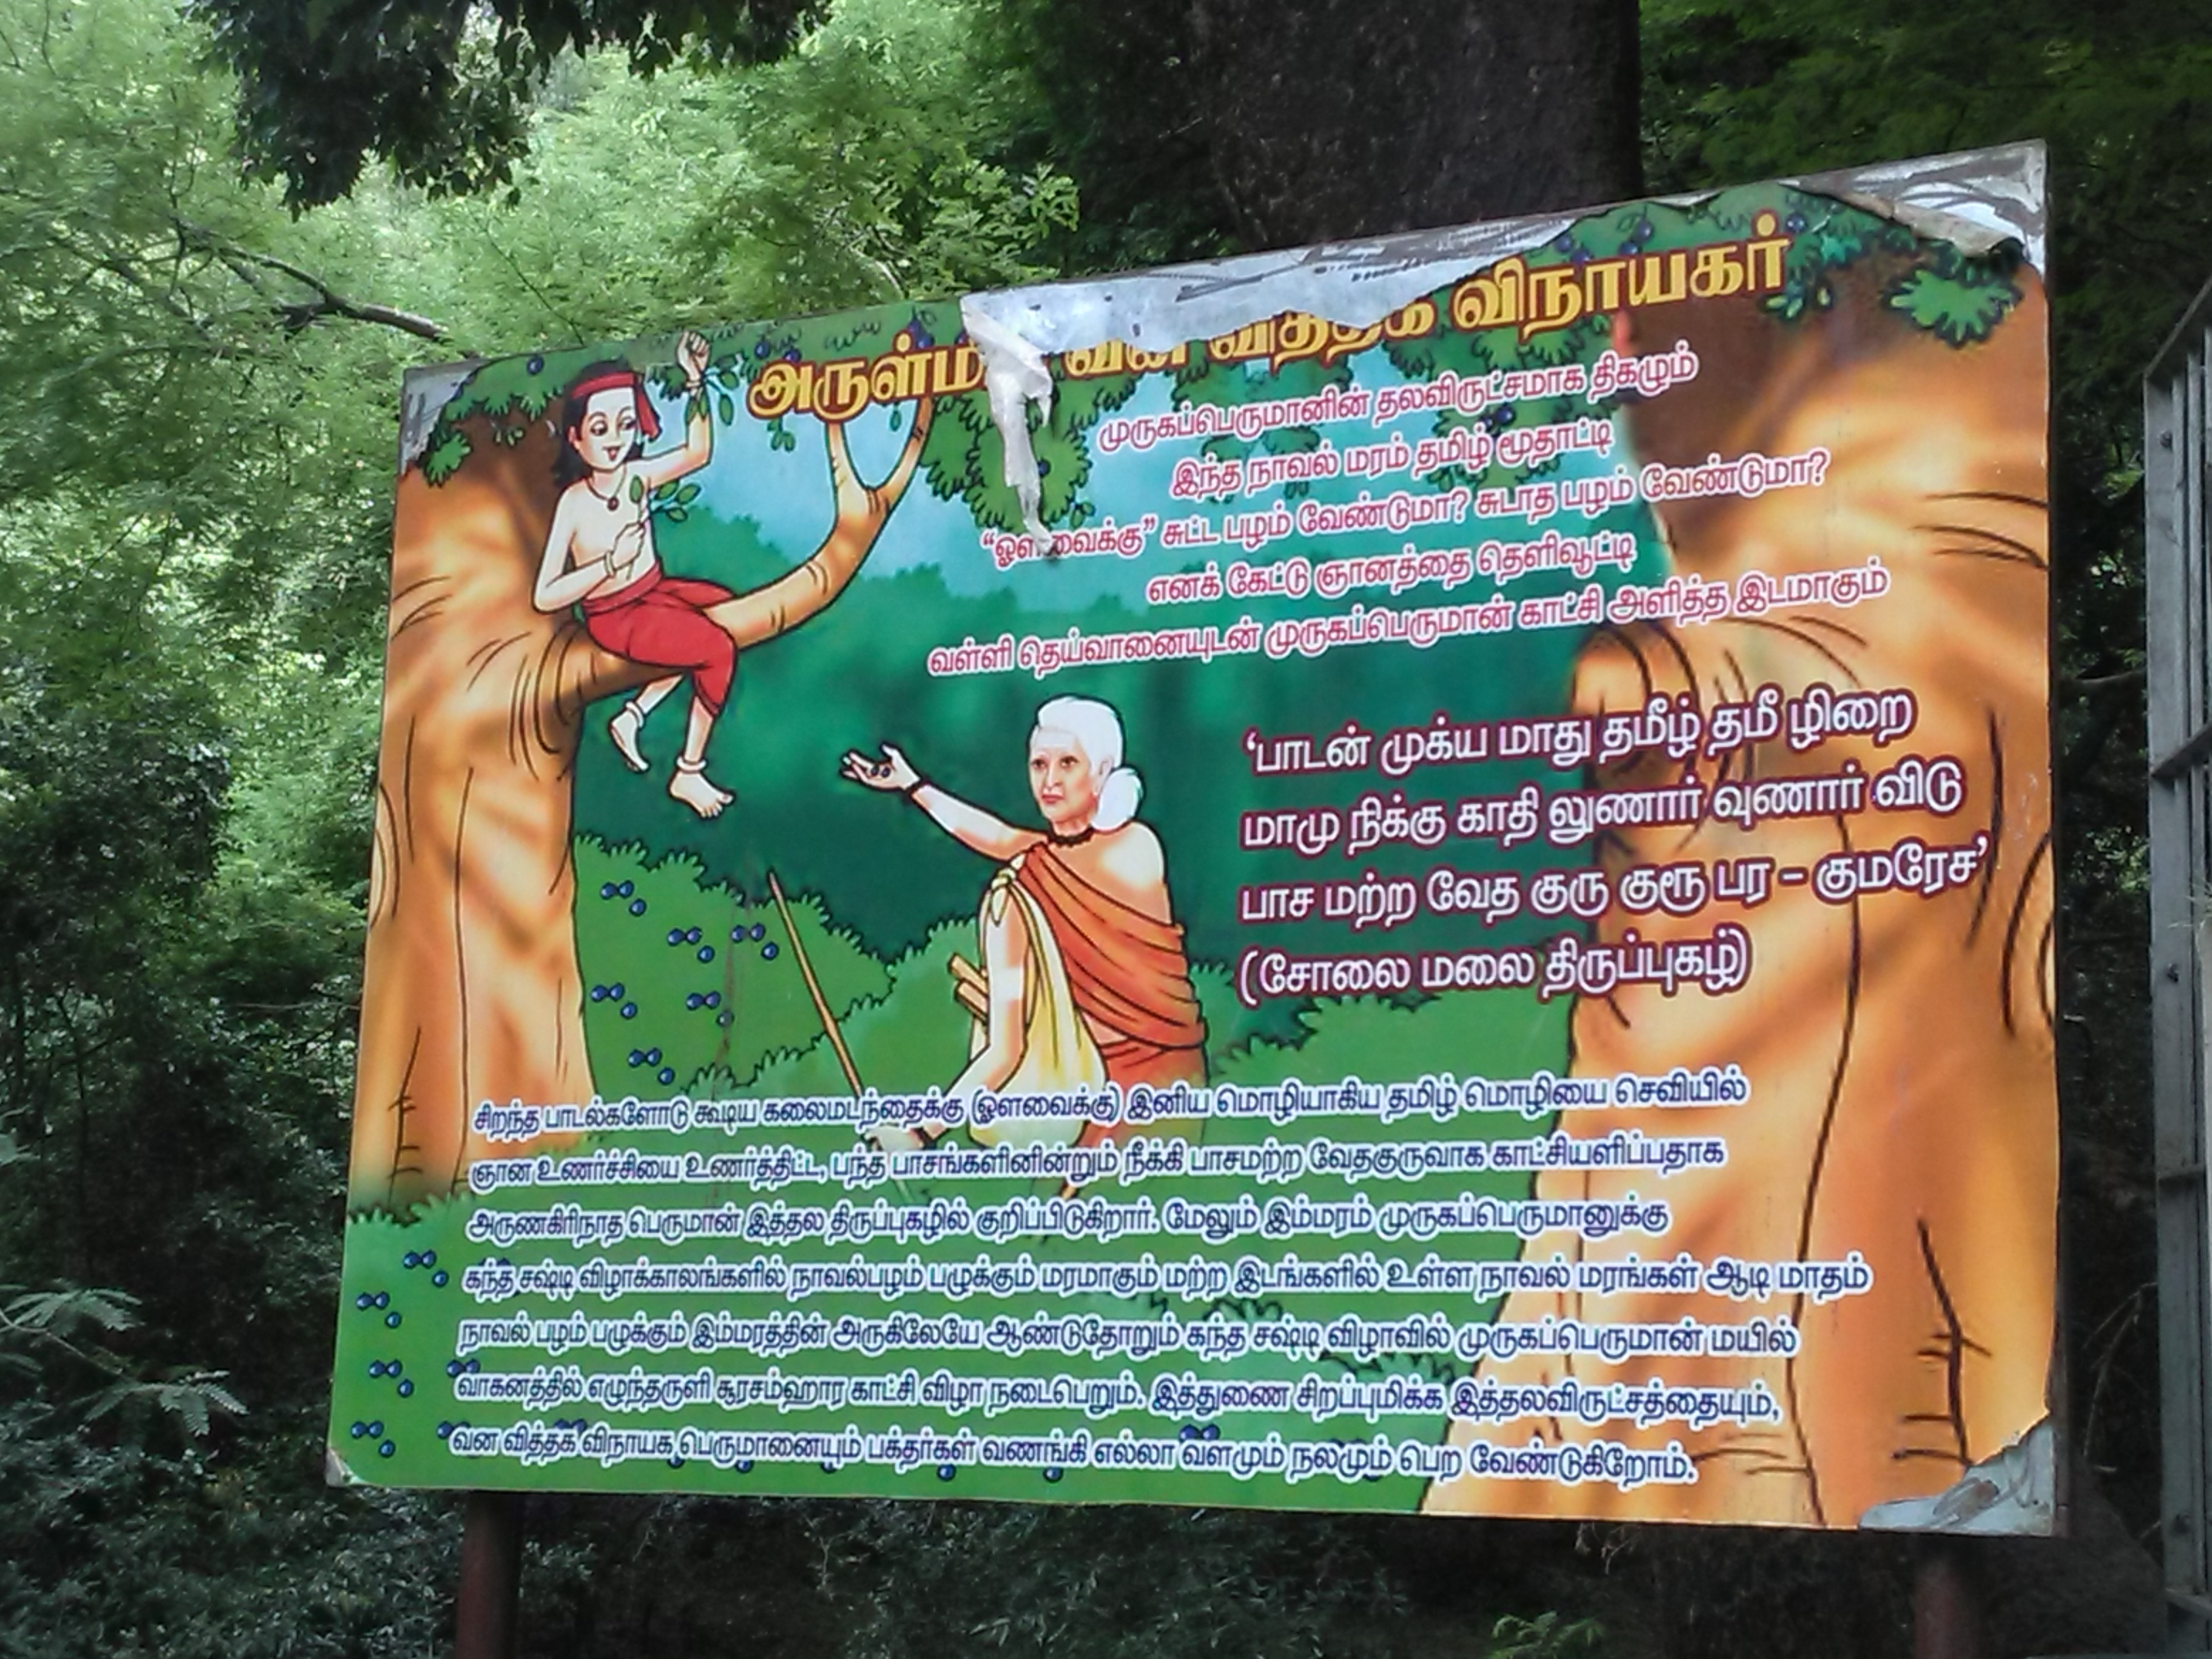 அருள்மி வன வித்தக விநாயகர்
முருகப்பெருமானின் தலவிருட்சமாக திகழும்
இந்த நாவல் மரம் தமிழ் மூதாட்டி
“ஔவைக்கு” சுட்ட பழம் வேண்டுமா? சுடாத பழம் வேண்டுமா?
எனக் கேட்டு ஞானத்தை தெளிவூட்டி
வள்ளி தெய்வானையுடன் முருகப்பெருமான் காட்சி அளித்த இடமாகும்
‘பாடன் முக்ய மாது தமீழ் தமீ ழிறை
மாமு நிக்கு காதி லுணார் வுணார் விடு
பாச மற்ற வேத குரு குரூ பர – குமரேச’
(சோலை மலை திருப்புகழ்)
சிறந்த பாடல்களோடு கூடிய கலைமடந்தைக்கு (ஔவைக்கு) இனிய மொழியாகிய தமிழ் மொழியை செவியில்
ஞான உணர்ச்சியை உணர்த்திட்ட, பந்த பாசங்களினின்றும் நீக்கி பாசமற்ற வேதகுருவாக காட்சியளிப்பதாக
அருணகிரிநாத பெருமான் இத்தல திருப்புகழில் குறிப்பிடுகிறார். மேலும் இம்மரம் முருகப்பெருமானுக்கு
கந்த சஷ்டி விழாக்காலங்களில் நாவல்பழம் பழுக்கும் மரமாகும் மற்ற இடங்களில் உள்ள நாவல் மரங்கள் ஆடி மாதம்
நாவல் பழம் பழுக்கும் இம்மரத்தின் அருகிலேயே ஆண்டுதோறும் கந்த சஷ்டி விழாவில் முருகப்பெருமான் மயில்
வாகனத்தில் எழுந்தருளி சூரசம்ஹார காட்சி விழா நடைபெறும். இத்துணை சிறப்புமிக்க இத்தலவிருட்சத்தையும்,
வன வித்தக விநாயக பெருமானையும் பக்தர்கள் வணங்கி எல்லா வளமும் நலமும் பெற வேண்டுகிறோம்.